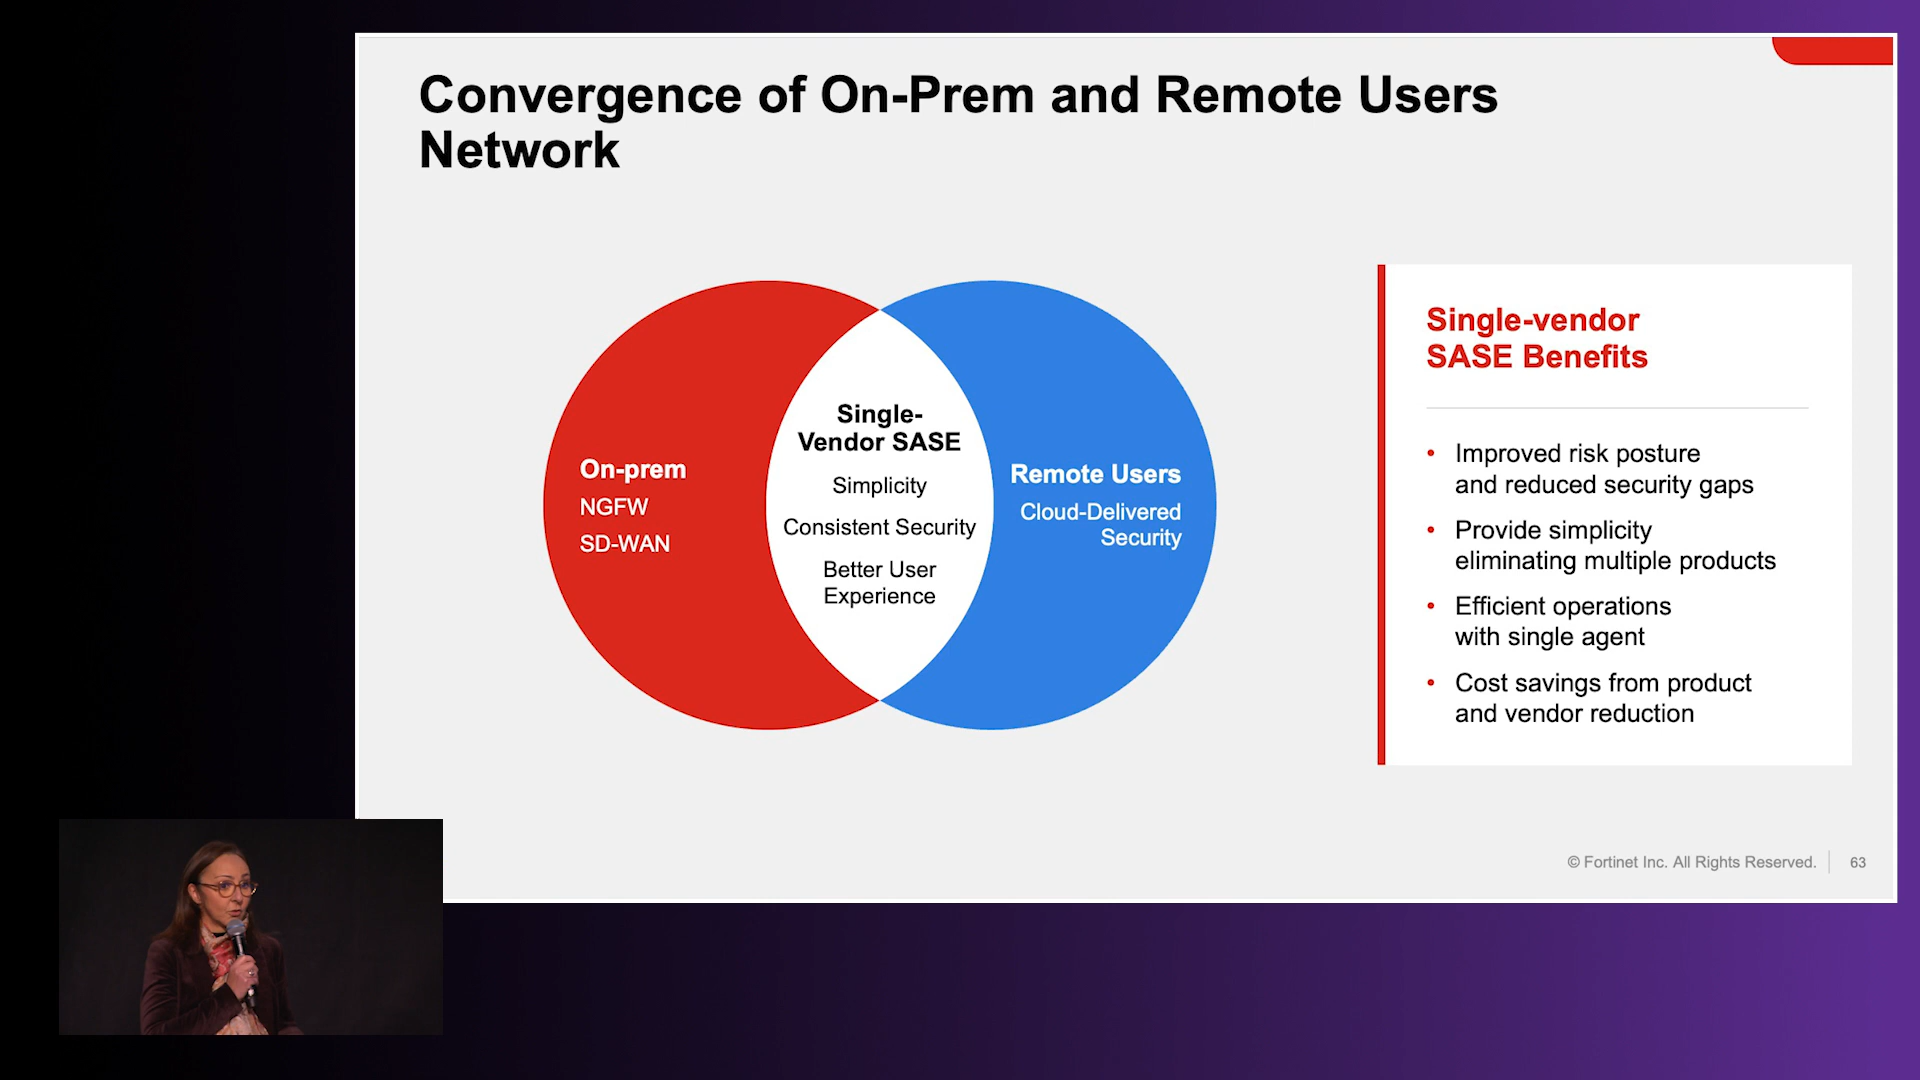 Convergence of On-Prem and Remote Users
Network
On-prem
NGFW
SD-WAN
Single-
Vendor SASE
Simplicity
Consistent Security
Better User
Experience
Remote Users
Cloud-Delivered
Security
Single-vendor
SASE Benefits
• Improved risk posture
and reduced security gaps
• Provide simplicity
eliminating multiple products
• Efficient operations
with single agent
• Cost savings from product
and vendor reduction
© Fortinet Inc. All Rights Reserved. 63